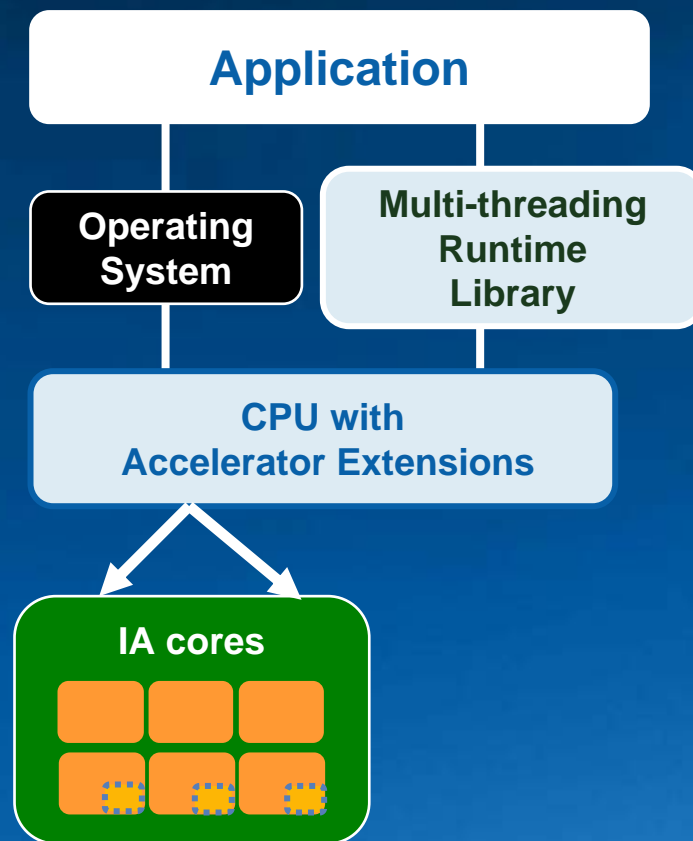 Application
Operating
System
Multi-threading
Runtime
Library
CPU with
Accelerator Extensions
IA cores